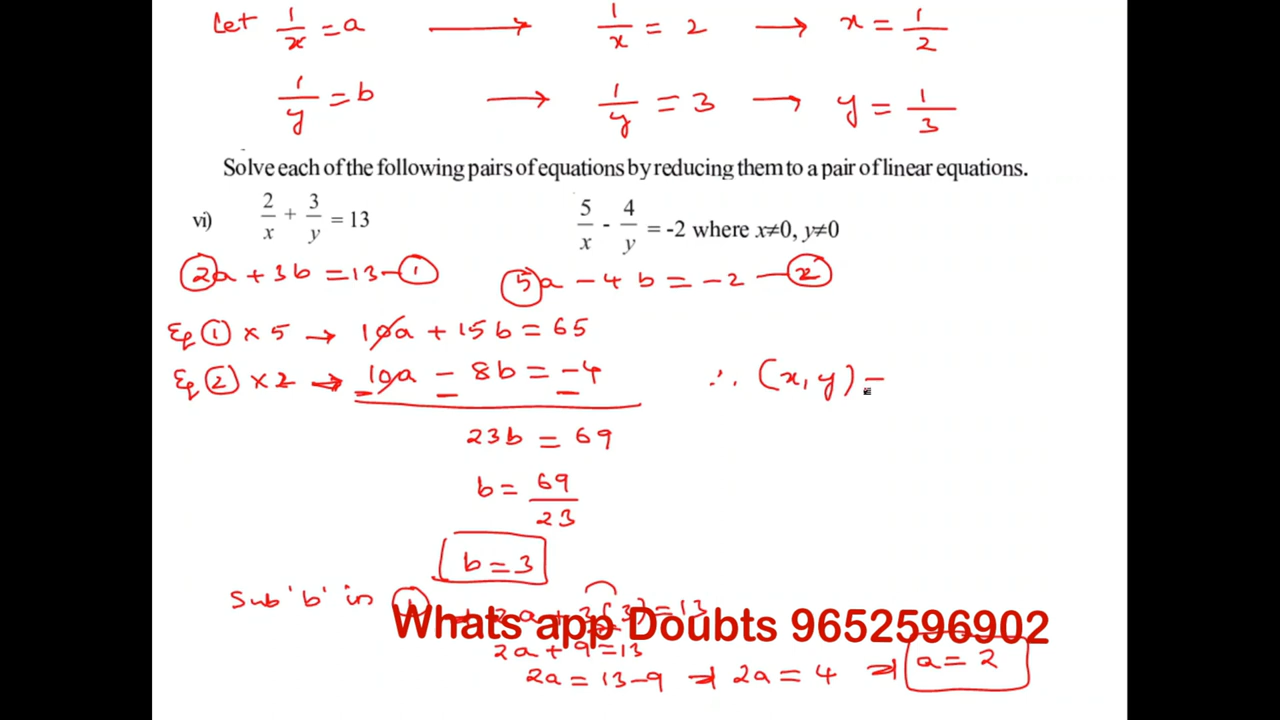 Let 1/x = a → 1/x = 2 → x = 1/2
1/y = b → 1/y = 3 → y = 1/3
Solve each of the following pairs of equations by reducing them to a pair of linear equations.
vi) 2/x + 3/y = 13 5/x - 4/y = -2 where x≠0, y≠0
2a + 3b = 13 — ① 5a − 4b = −2 — ②
Eq ① × 5 → 10a + 15b = 65
Eq ② × 2 → 10a − 8b = −4 ∴ (x, y) =
− − −
23b = 69
b = 69/23
b = 3
Sub 'b' in ① → 2a + 3(3) = 13
Whats app Doubts 9652596902
2a + 9 = 13
2a = 13 − 9 ⇒ 2a = 4 ⇒ a = 2